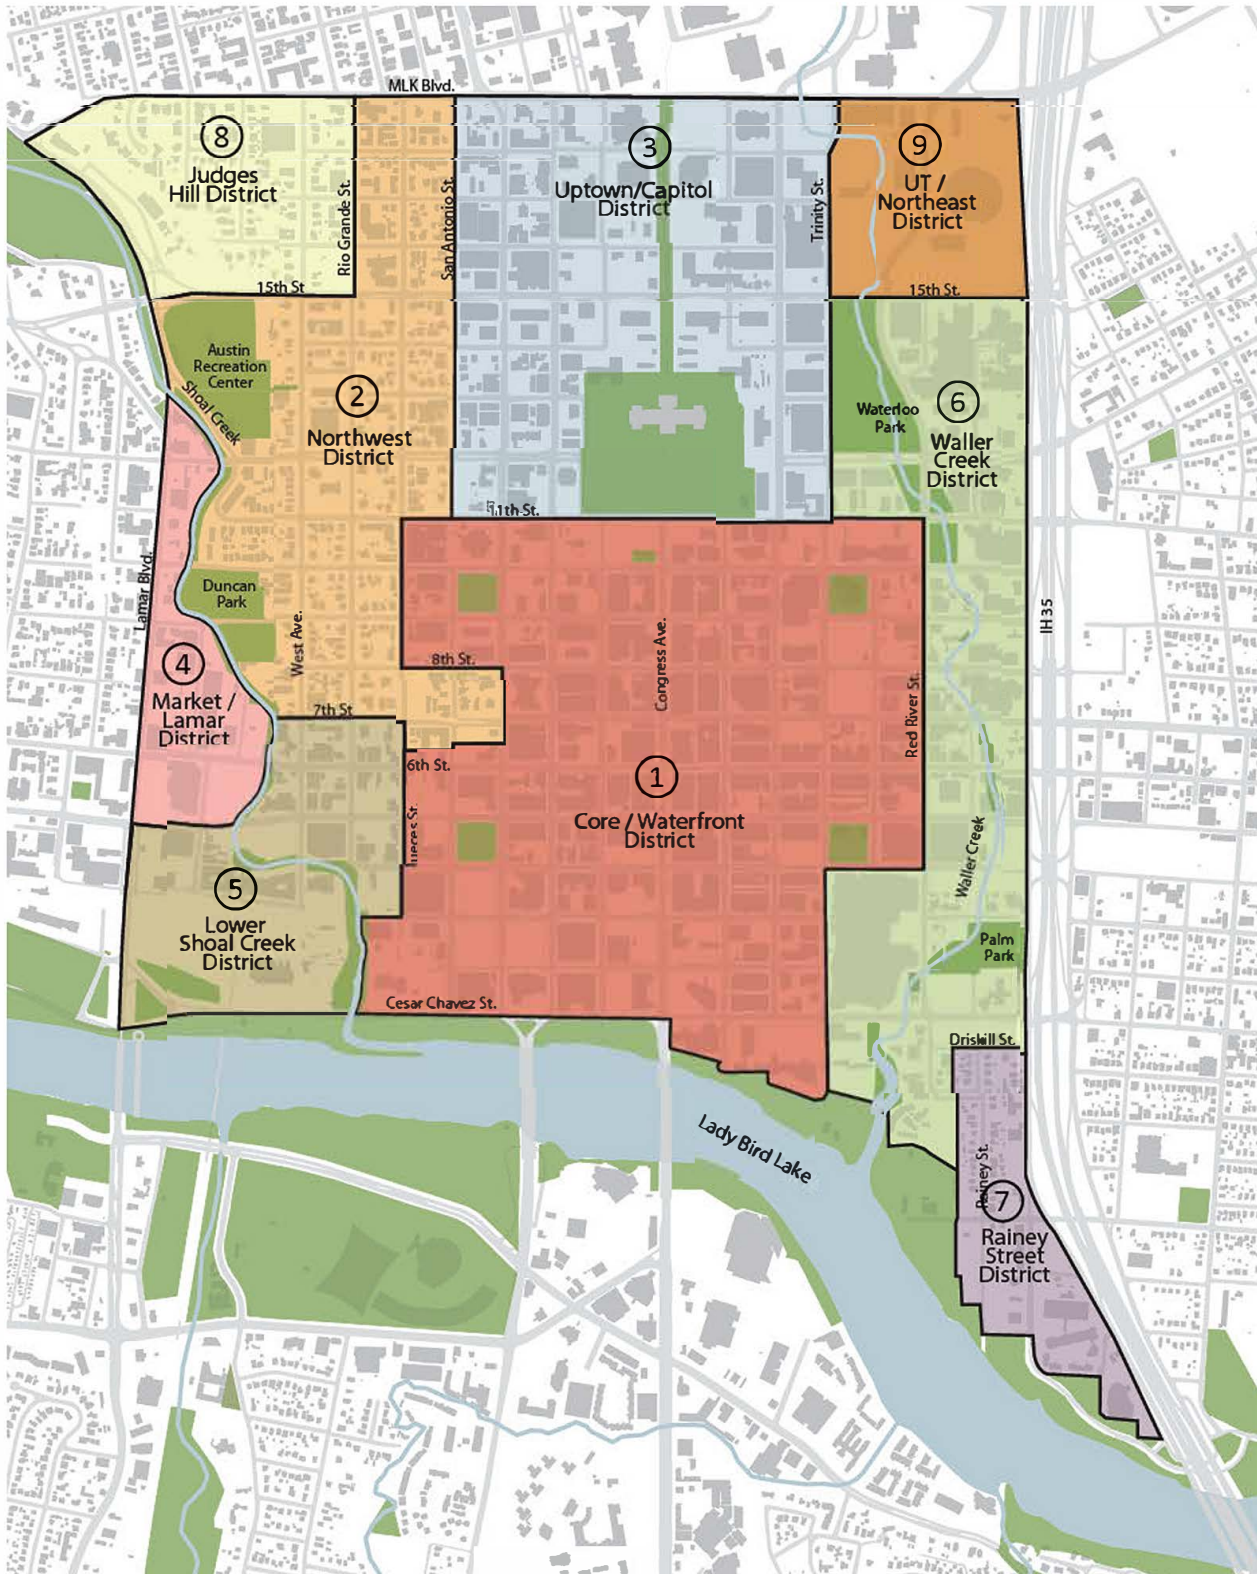 MLK Blvd.
8
Judges
Hill District
Rio Grande St.
San Antonio St.
3
Uptown/Capitol
District
Trinity St.
9
UT /
Northeast
District
15th St
15th St.
Austin
Recreation
Center
Shoal Creek
2
Northwest
District
Waterloo
Park
6
Waller
Creek
District
11th St.
Lamar Blvd.
Duncan
Park
West Ave.
IH 35
4
Market /
Lamar
District
8th St.
Congress Ave.
Red River St.
7th St
6th St.
1
Core / Waterfront
District
Waller Creek
5
Lower
Shoal Creek
District
Palm
Park
Cesar Chavez St.
Driskill St.
Lady Bird Lake
Rainey St.
7
Rainey
Street
District